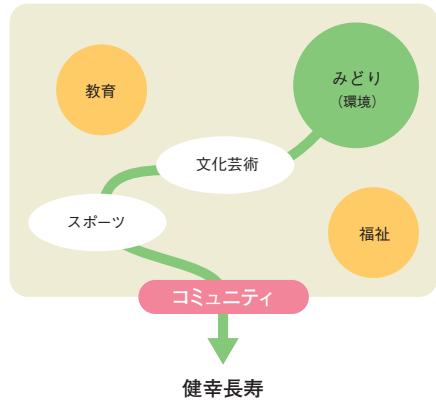 みどり
(環境)
教育
文化芸術
スポーツ
福祉
コミュニティ
健幸長寿